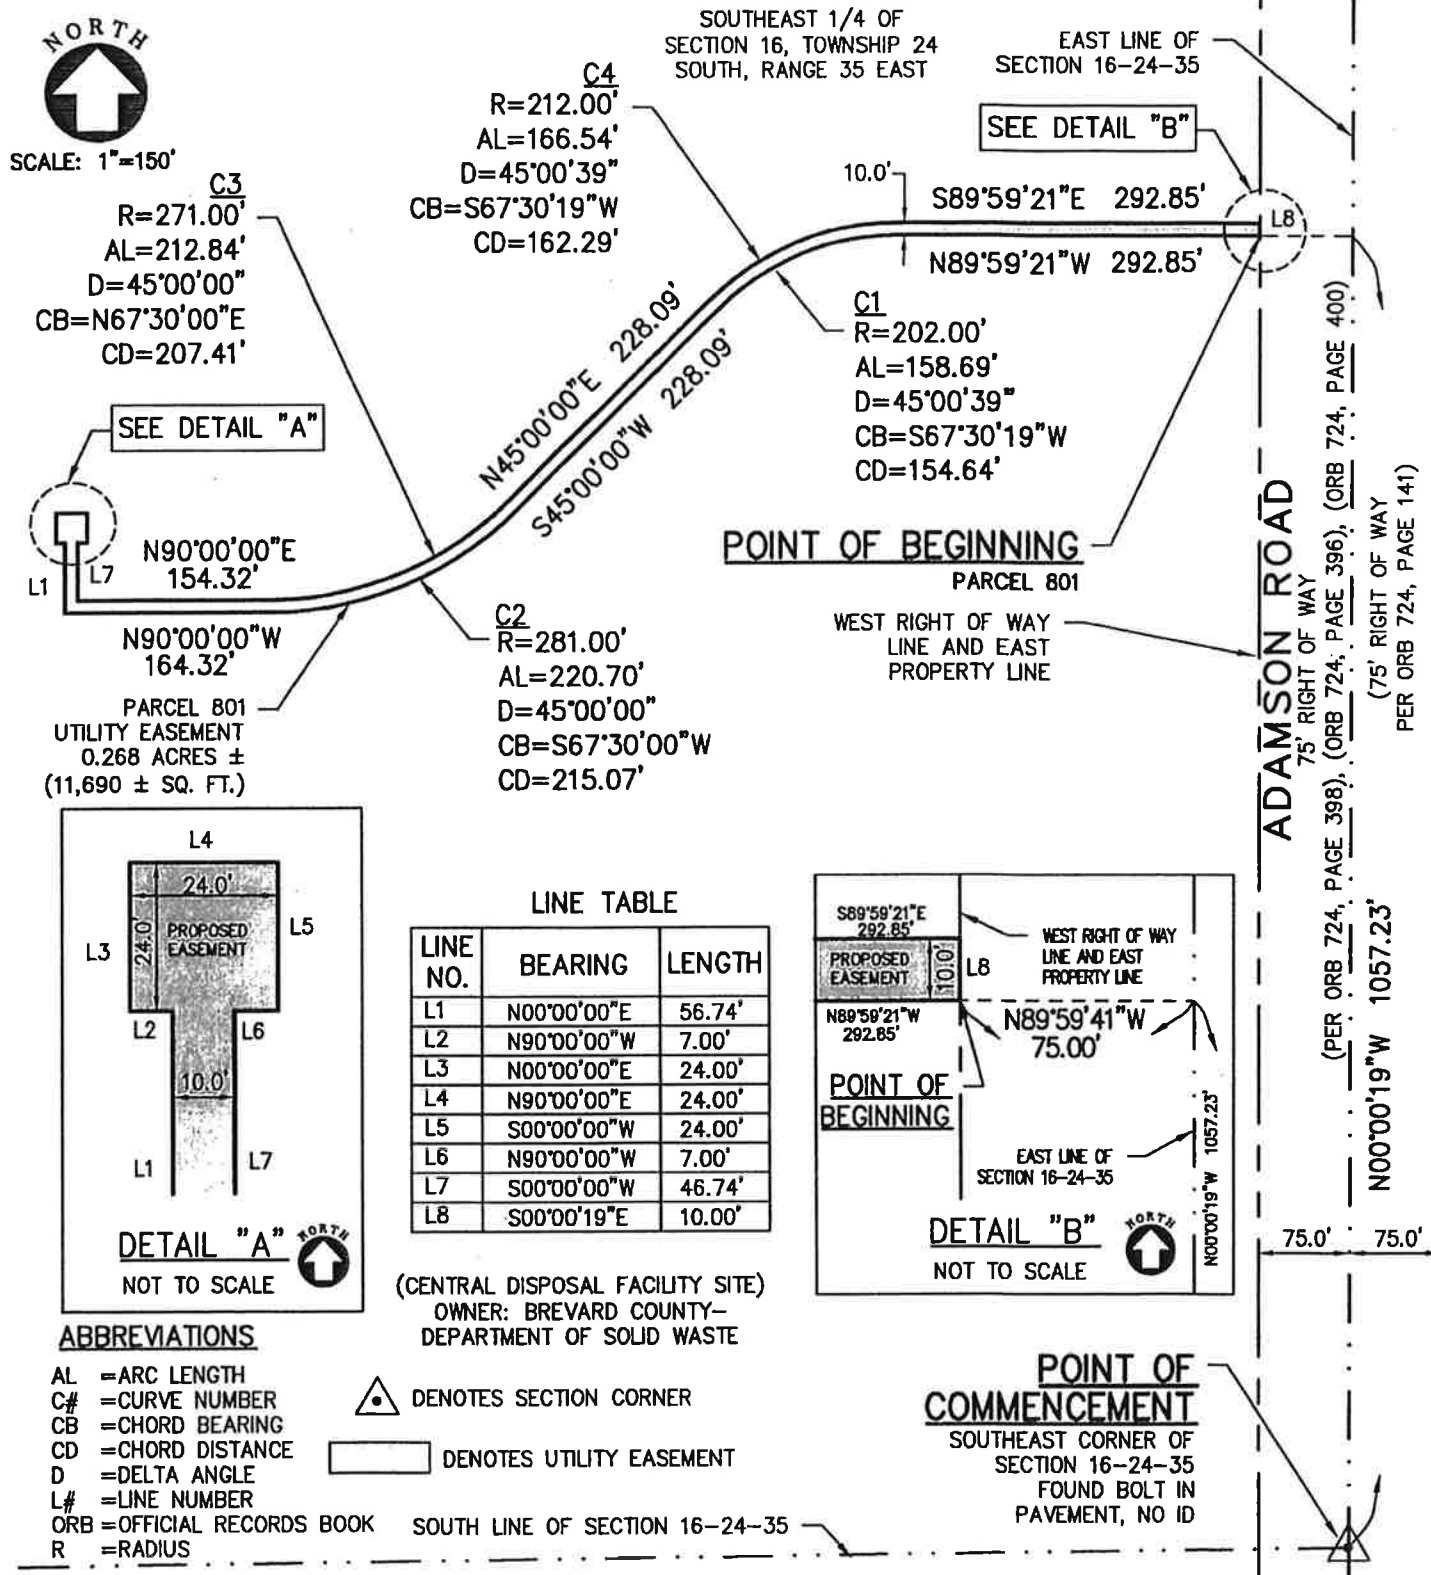 NORTH
SCALE: 1"=150'
SOUTHEAST 1/4 OF
SECTION 16, TOWNSHIP 24
SOUTH, RANGE 35 EAST
EAST LINE OF
SECTION 16-24-35
C4
R=212.00'
AL=166.54'
D=45°00'39"
CB=S67°30'19"W
CD=162.29'
SEE DETAIL "B"
C3
R=271.00'
AL=212.84'
D=45°00'00"
CB=N67°30'00"E
CD=207.41'
10.0'
S89°59'21"E 292.85'
L8
N89°59'21"W 292.85'
C1
R=202.00'
AL=158.69'
D=45°00'39"
CB=S67°30'19"W
CD=154.64'
N45°00'00"E 228.09'
S45°00'00"W 228.09'
SEE DETAIL "A"
L1
L7
N90°00'00"E
154.32'
N90°00'00"W
164.32'
POINT OF BEGINNING
PARCEL 801
WEST RIGHT OF WAY
LINE AND EAST
PROPERTY LINE
C2
R=281.00'
AL=220.70'
D=45°00'00"
CB=S67°30'00"W
CD=215.07'
PARCEL 801
UTILITY EASEMENT
0.268 ACRES ±
(11,690 ± SQ. FT.)
ADAMSON ROAD
75' RIGHT OF WAY
(PER ORB 724, PAGE 398), (ORB 724, PAGE 396), (ORB 724, PAGE 400)
(75' RIGHT OF WAY
PER ORB 724, PAGE 141)
N00°00'19"W 1057.23'
75.0'
75.0'
L4
24.0'
24.0'
PROPOSED
EASEMENT
L3
L5
L2
L6
10.0'
L1
L7
DETAIL "A"
NORTH
NOT TO SCALE
LINE TABLE
LINE NO. BEARING LENGTH
L1 N00°00'00"E 56.74'
L2 N90°00'00"W 7.00'
L3 N00°00'00"E 24.00'
L4 N90°00'00"E 24.00'
L5 S00°00'00"W 24.00'
L6 N90°00'00"W 7.00'
L7 S00°00'00"W 46.74'
L8 S00°00'19"E 10.00'
S89°59'21"E
292.85'
PROPOSED
EASEMENT
10.0'
L8
WEST RIGHT OF WAY
LINE AND EAST
PROPERTY LINE
N89°59'21"W
292.85'
N89°59'41"W
75.00'
POINT OF
BEGINNING
EAST LINE OF
SECTION 16-24-35
N00°00'19"W 1057.23'
DETAIL "B"
NORTH
NOT TO SCALE
(CENTRAL DISPOSAL FACILITY SITE)
OWNER: BREVARD COUNTY-
DEPARTMENT OF SOLID WASTE
ABBREVIATIONS
AL =ARC LENGTH
C# =CURVE NUMBER
CB =CHORD BEARING
CD =CHORD DISTANCE
D =DELTA ANGLE
L# =LINE NUMBER
ORB =OFFICIAL RECORDS BOOK
R =RADIUS
DENOTES SECTION CORNER
DENOTES UTILITY EASEMENT
SOUTH LINE OF SECTION 16-24-35
POINT OF
COMMENCEMENT
SOUTHEAST CORNER OF
SECTION 16-24-35
FOUND BOLT IN
PAVEMENT, NO ID